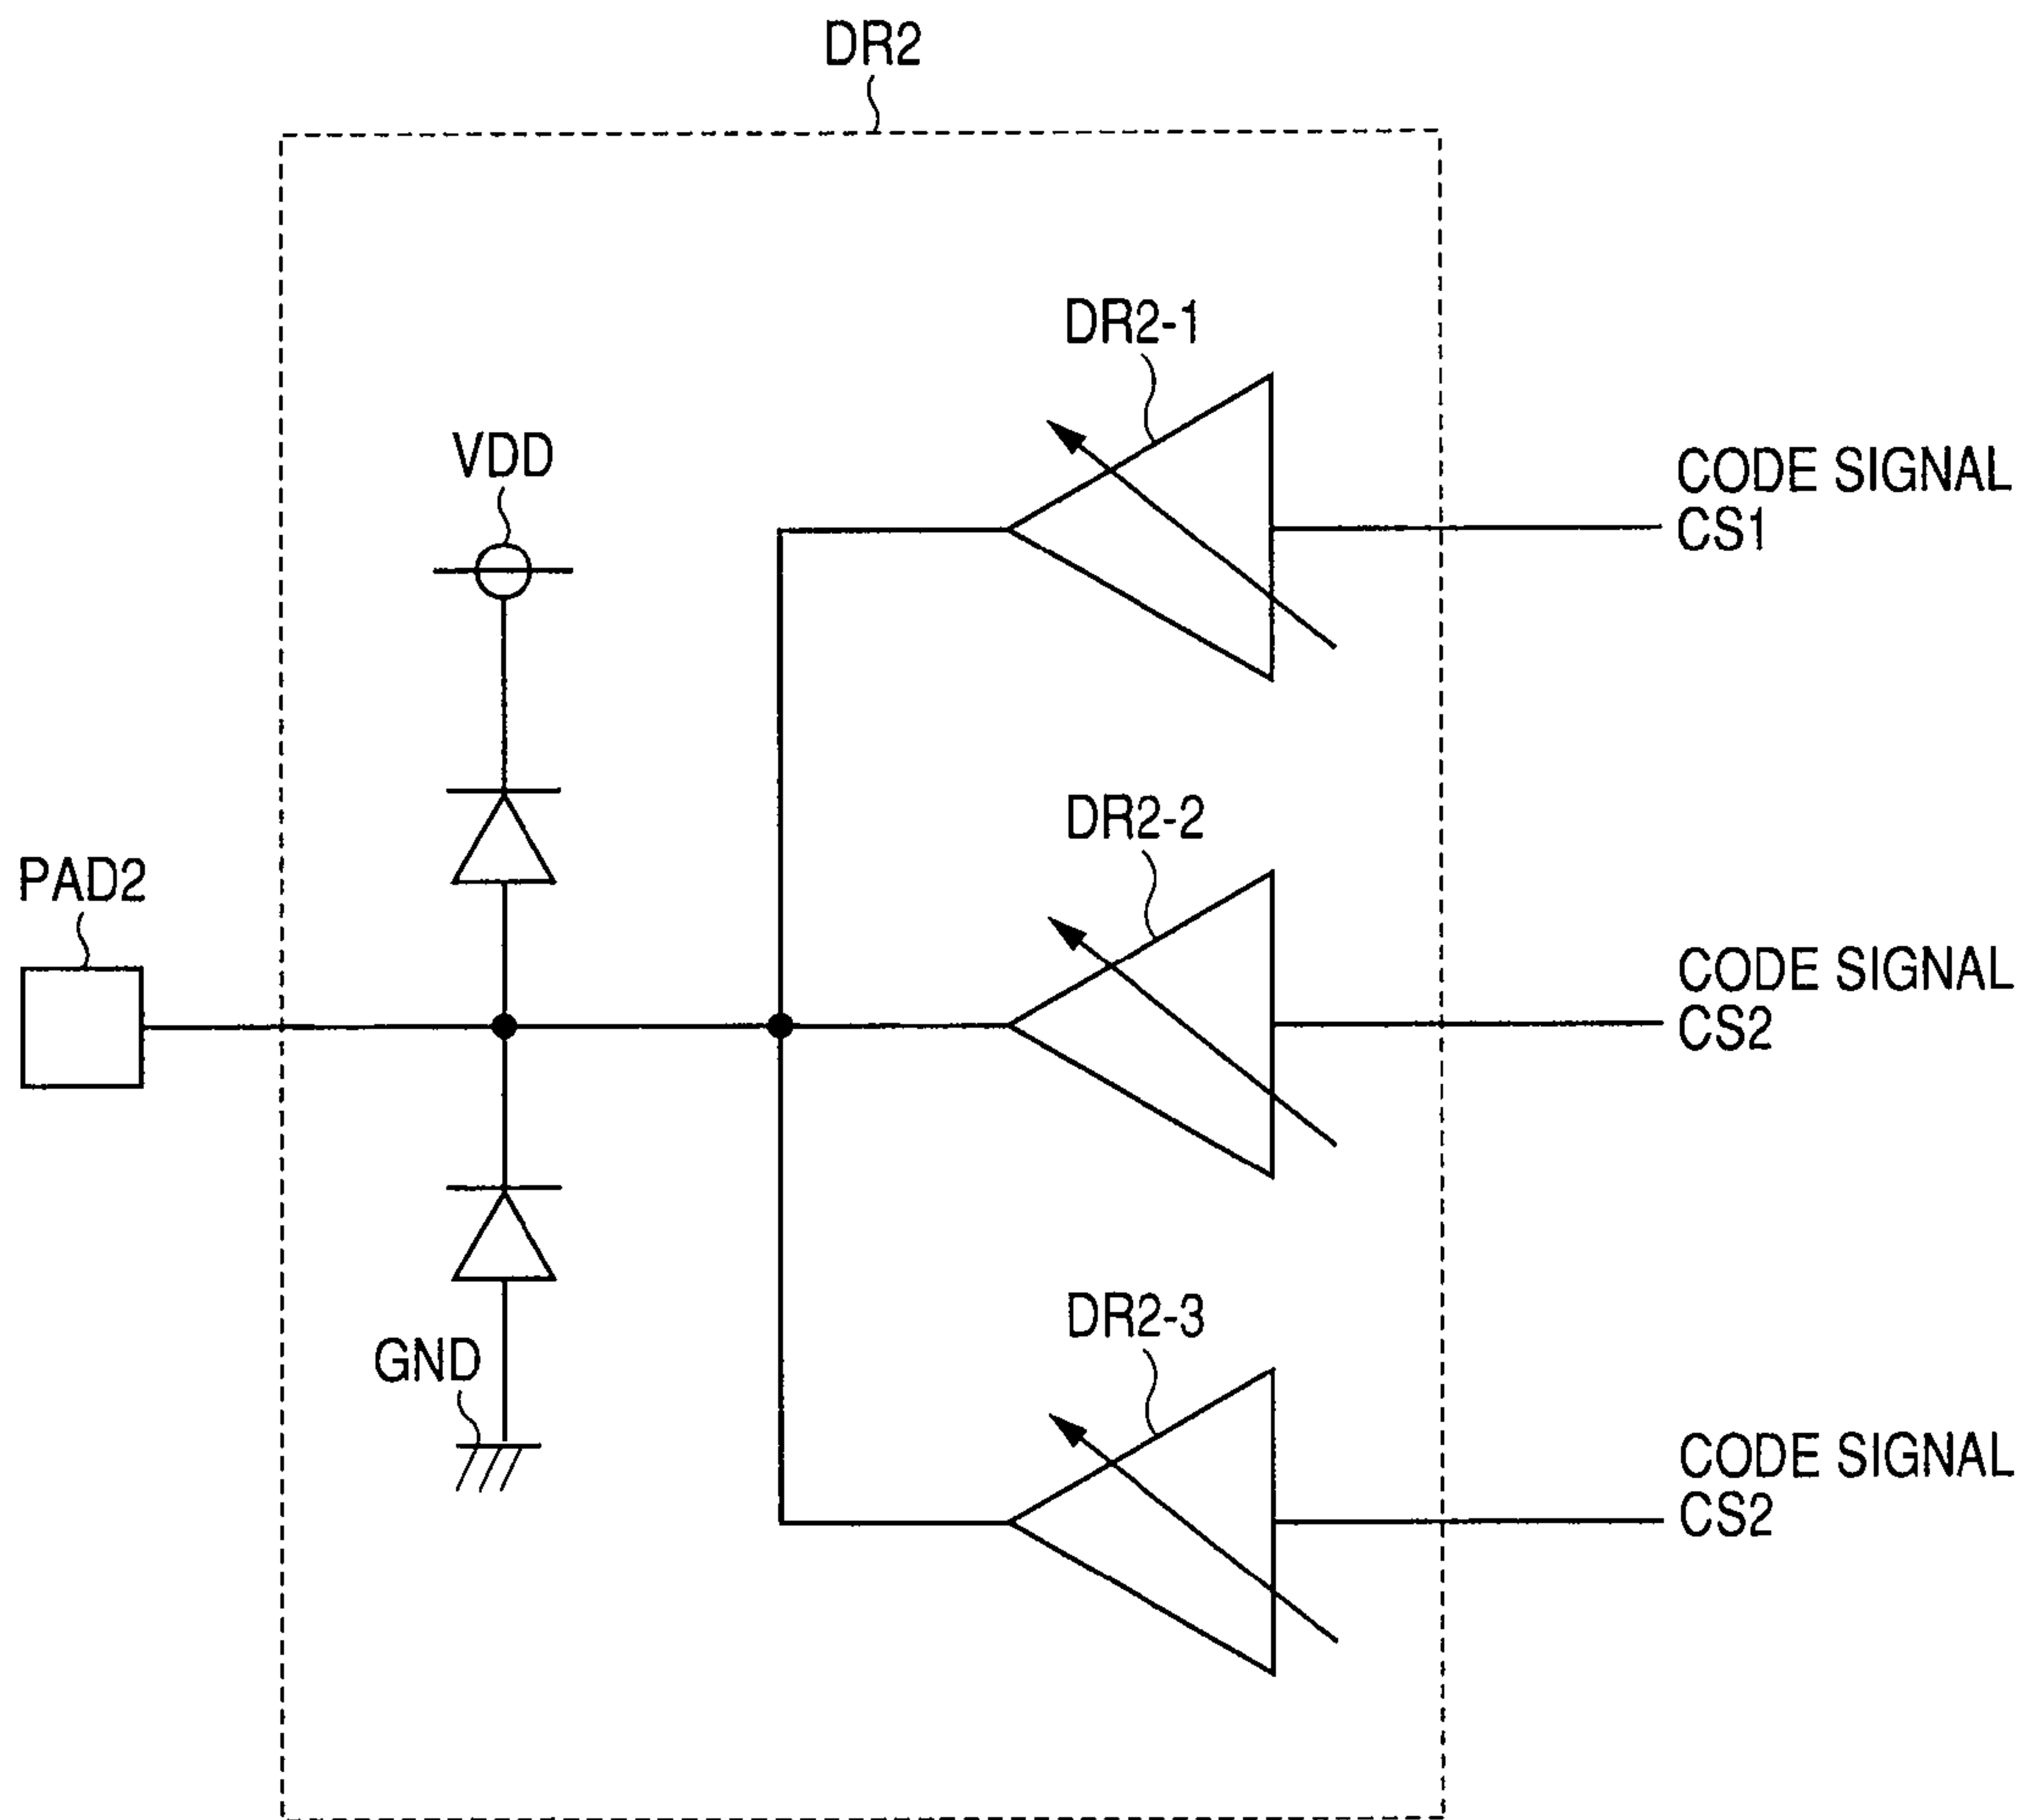 DR2
DR2-1
VDD
CODE SIGNAL
CS1
DR2-2
PAD2
CODE SIGNAL
CS2
DR2-3
GND
CODE SIGNAL
CS2